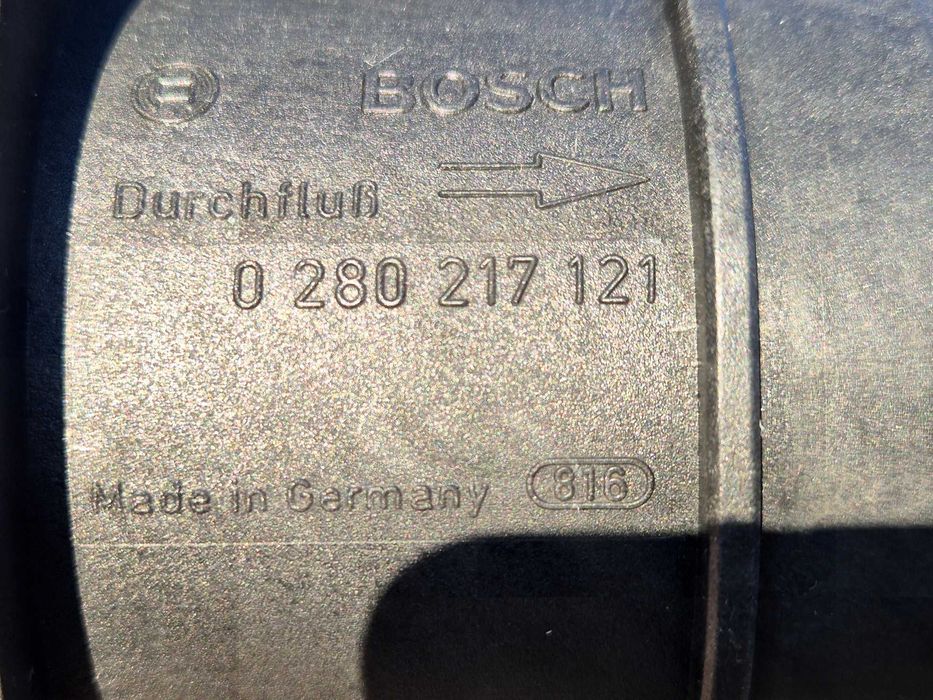 BOSCH
Durchfluß
0 280 217 121
Made in Germany 816